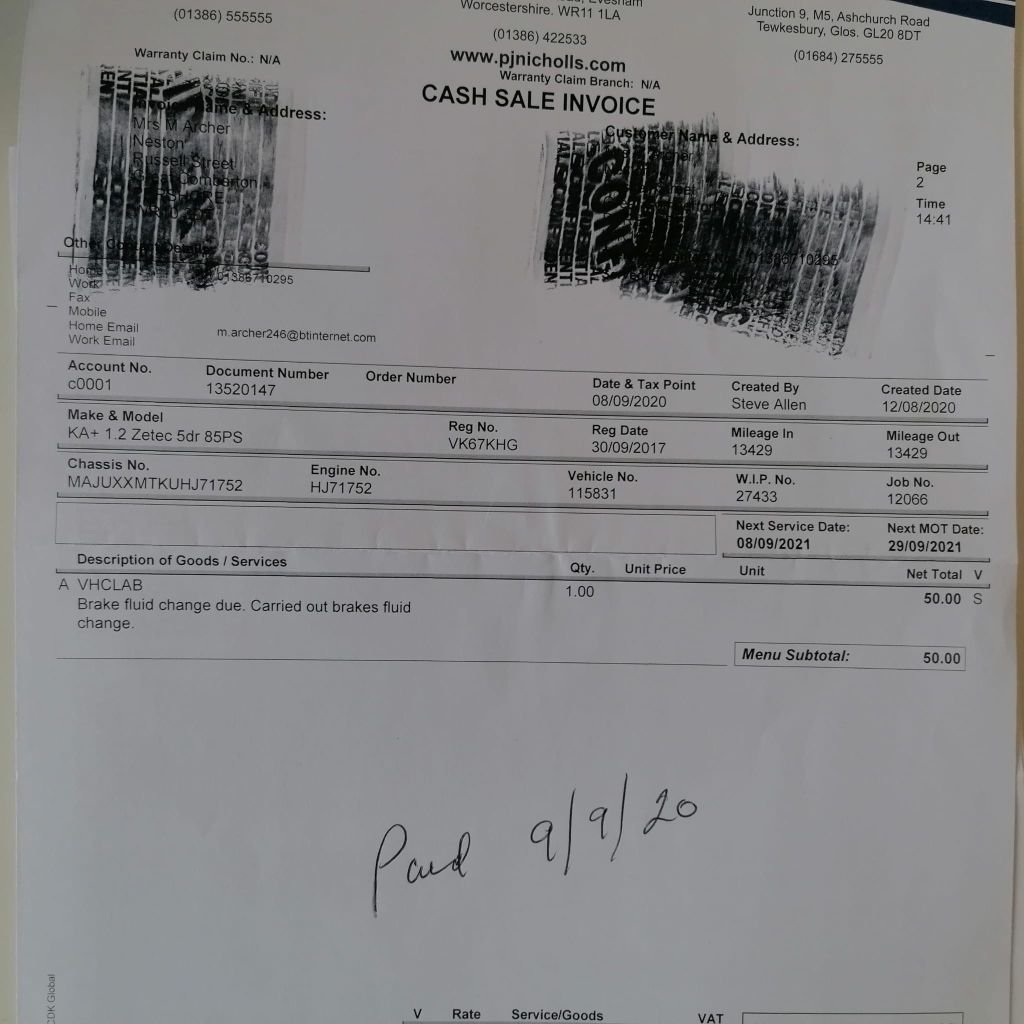 (01386) 555555
Worcestershire. WR11 1LA
(01386) 422533
Junction 9, M5, Ashchurch Road
Tewkesbury, Glos. GL20 8DT
(01684) 275555
www.pjnicholls.com
Warranty Claim No.: N/A
Warranty Claim Branch: N/A
CASH SALE INVOICE
Name & Address:
Customer Name & Address:
Page
2
Time
14:41
Other
Home
Work
Fax
Mobile
Home Email m.archer246@btinternet.com
Work Email
Account No. Document Number Order Number Date & Tax Point Created By Created Date
c0001 13520147 08/09/2020 Steve Allen 12/08/2020
Make & Model Reg No. Reg Date Mileage In Mileage Out
KA+ 1.2 Zetec 5dr 85PS VK67KHG 30/09/2017 13429 13429
Chassis No. Engine No. Vehicle No. W.I.P. No. Job No.
MAJUXXMTKUHJ71752 HJ71752 115831 27433 12066
Next Service Date: Next MOT Date:
08/09/2021 29/09/2021
Description of Goods / Services Qty. Unit Price Unit Net Total V
A VHCLAB 1.00 50.00 S
Brake fluid change due. Carried out brakes fluid
change.
Menu Subtotal: 50.00
Paid 9/9/20
CDK Global
V Rate Service/Goods VAT